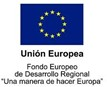 Unión Europea
Fondo Europeo
de Desarrollo Regional
"Una manera de hacer Europa"